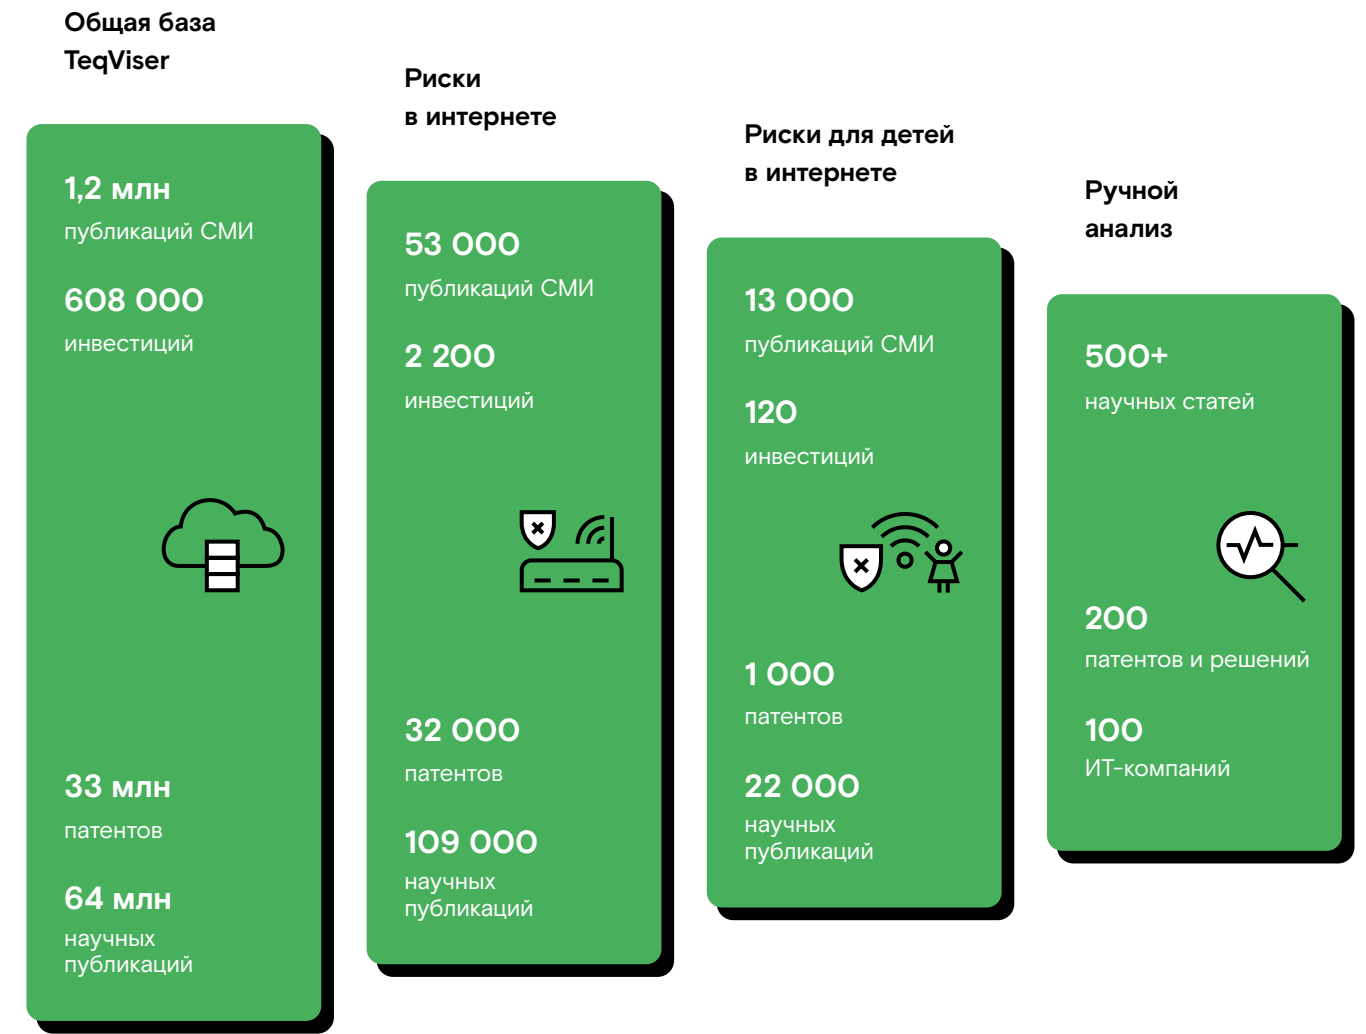 Общая база
TeqViser
1,2 млн
публикаций СМИ
608 000
инвестиций
33 млн
патентов
64 млн
научных
публикаций
Риски
в интернете
53 000
публикаций СМИ
2 200
инвестиций
32 000
патентов
109 000
научных
публикаций
Риски для детей
в интернете
13 000
публикаций СМИ
120
инвестиций
1 000
патентов
22 000
научных
публикаций
Ручной
анализ
500+
научных статей
200
патентов и решений
100
ИТ-компаний